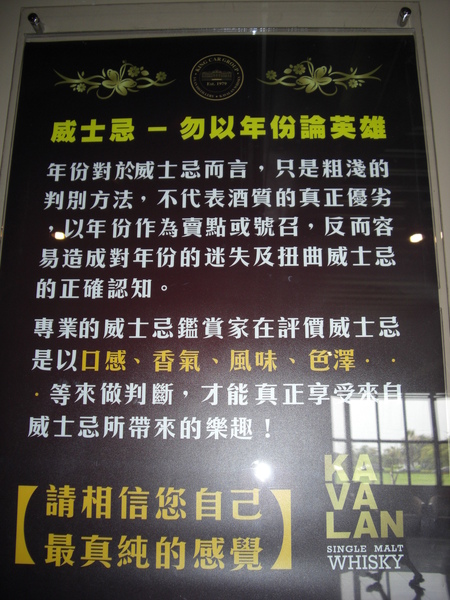 KING CAR GROUP
威士忌 － 勿以年份論英雄
年份對於威士忌而言，只是粗淺的
判別方法，不代表酒質的真正優劣
，以年份作為賣點或號召，反而容
易造成對年份的迷失及扭曲威士忌
的正確認知。
專業的威士忌鑑賞家在評價威士忌
是以口感、香氣、風味、色澤．．
．等來做判斷，才能真正享受來自
威士忌所帶來的樂趣！
【請相信您自己
最真純的感覺】
KA
VA
LAN
SINGLE MALT
WHISKY